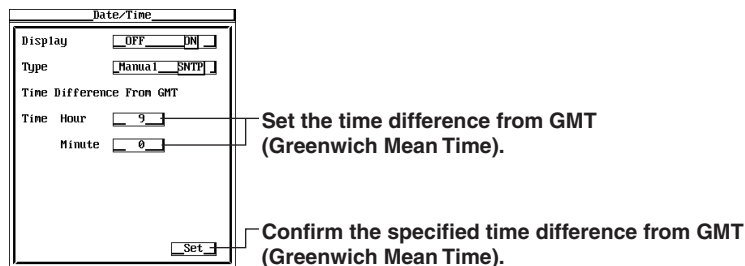 Date/Time
Display OFF ON
Type Manual SNTP
Time Difference From GMT
Time Hour 9
Minute 0
Set the time difference from GMT
(Greenwich Mean Time).
Set
Confirm the specified time difference from GMT
(Greenwich Mean Time).